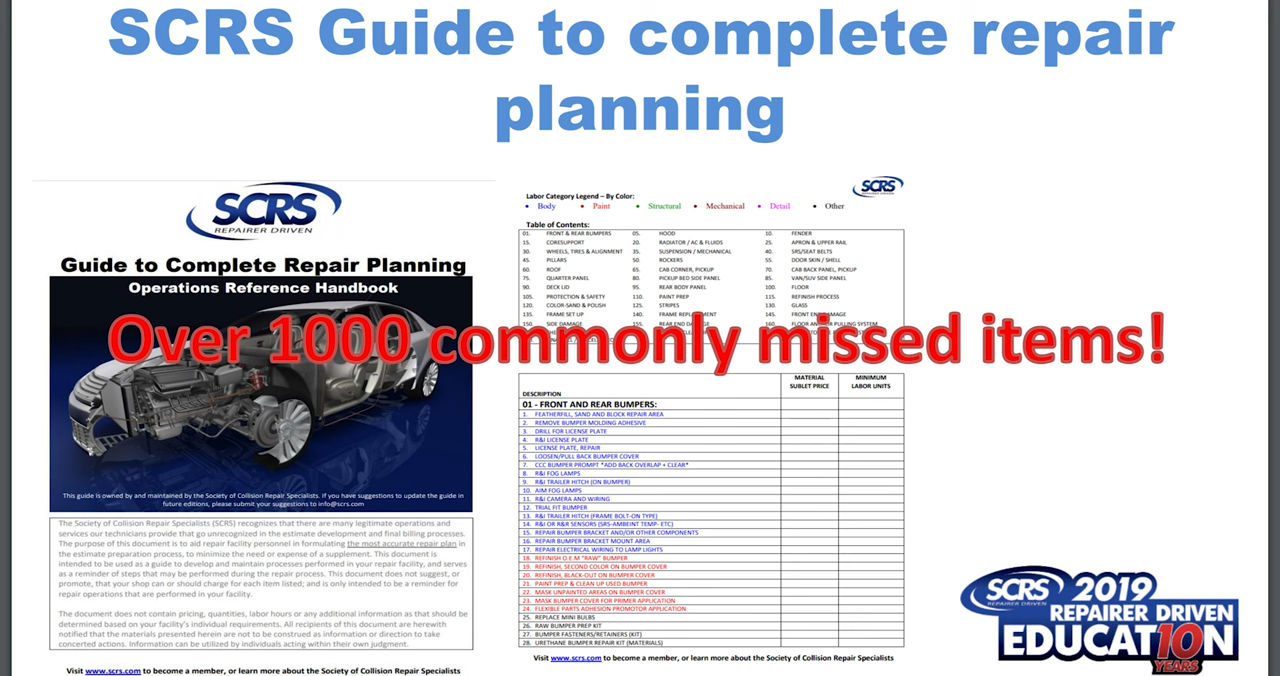 SCRS Guide to complete repair
planning
SCRS
REPAIRER DRIVEN
Guide to Complete Repair Planning
Operations Reference Handbook
This guide is owned by and maintained by the Society of Collision Repair Specialists. If you have suggestions to update the guide in
future editions, please submit your suggestions to info@scrs.com
The Society of Collision Repair Specialists (SCRS) recognizes that there are many legitimate operations and
services our technicians provide that go unrecognized in the estimate development and final billing processes.
The purpose of this document is to aid repair facility personnel in formulating the most accurate repair plan in
the estimate preparation process, to minimize the need or expense of a supplement. This document is
intended to be used as a guide to develop and maintain processes performed in your repair facility, and serves
as a reminder of steps that may be performed during the repair process. This document does not suggest, or
promote, that your shop can or should charge for each item listed; and is only intended to be a reminder for
repair operations that are performed in your facility.
The document does not contain pricing, quantities, labor hours or any additional information as that should be
determined based on your facility's individual requirements. All recipients of this document are herewith
notified that the materials presented herein are not to be construed as information or direction to take
concerted actions. Information can be utilized by individuals acting within their own judgment.
Visit www.scrs.com to become a member, or learn more about the Society of Collision Repair Specialists
SCRS
Labor Category Legend – By Color:
• Body • Paint • Structural • Mechanical • Detail • Other
Table of Contents:
01. FRONT & REAR BUMPERS 05. HOOD 10. FENDER
15. CORESUPPORT 20. RADIATOR / AC & FLUIDS 25. APRON & UPPER RAIL
30. WHEELS, TIRES & ALIGNMENT 35. SUSPENSION / MECHANICAL 40. SRS/SEAT BELTS
45. PILLARS 50. ROCKERS 55. DOOR SKIN / SHELL
60. ROOF 65. CAB CORNER, PICKUP 70. CAB BACK PANEL, PICKUP
75. QUARTER PANEL 80. PICKUP BED SIDE PANEL 85. VAN/SUV SIDE PANEL
90. DECK LID 95. REAR BODY PANEL 100. FLOOR
105. PROTECTION & SAFETY 110. PAINT PREP 115. REFINISH PROCESS
120. COLOR-SAND & POLISH 125. STRIPES 130. GLASS
135. FRAME SET UP 140. 145.
150. SIDE DAMAGE 155. REAR END 160. PULLING SYSTEM
Over 1000 commonly missed items!
DESCRIPTION MATERIAL SUBLET PRICE MINIMUM LABOR UNITS
01 - FRONT AND REAR BUMPERS:
1. FEATHERFILL, SAND AND BLOCK REPAIR AREA
2. REMOVE BUMPER MOLDING ADHESIVE
3. DRILL FOR LICENSE PLATE
4. R&I LICENSE PLATE
5. LICENSE PLATE, REPAIR
6. LOOSEN/PULL BACK BUMPER COVER
7. CCC BUMPER PROMPT *ADD BACK OVERLAP + CLEAR*
8. R&I FOG LAMPS
9. R&I TRAILER HITCH (ON BUMPER)
10. AIM FOG LAMPS
11. R&I CAMERA AND WIRING
12. TRIAL FIT BUMPER
13. R&I TRAILER HITCH (FRAME BOLT-ON TYPE)
14. R&I OR R&R SENSORS (SRS-AMBEINT TEMP- ETC)
15. REPAIR BUMPER BRACKET AND/OR OTHER COMPONENTS
16. REPAIR BUMPER BRACKET MOUNT AREA
17. REPAIR ELECTRICAL WIRING TO LAMP LIGHTS
18. REFINISH O.E.M "RAW" BUMPER
19. REFINISH, SECOND COLOR ON BUMPER COVER
20. REFINISH, BLACK-OUT ON BUMPER COVER
21. PAINT PREP & CLEAN UP USED BUMPER
22. MASK UNPAINTED AREAS ON BUMPER COVER
23. MASK BUMPER COVER FOR PRIMER APPLICATION
24. FLEXIBLE PARTS ADHESION PROMOTOR APPLICATION
25. REPLACE MINI BULBS
26. RAW BUMPER PREP KIT
27. BUMPER FASTENERS/RETAINERS (KIT)
28. URETHANE BUMPER REPAIR KIT (MATERIALS)
Visit www.scrs.com to become a member, or learn more about the Society of Collision Repair Specialists
SCRS 2019
REPAIRER DRIVEN
REPAIRER DRIVEN
EDUCAT10N
YEARS